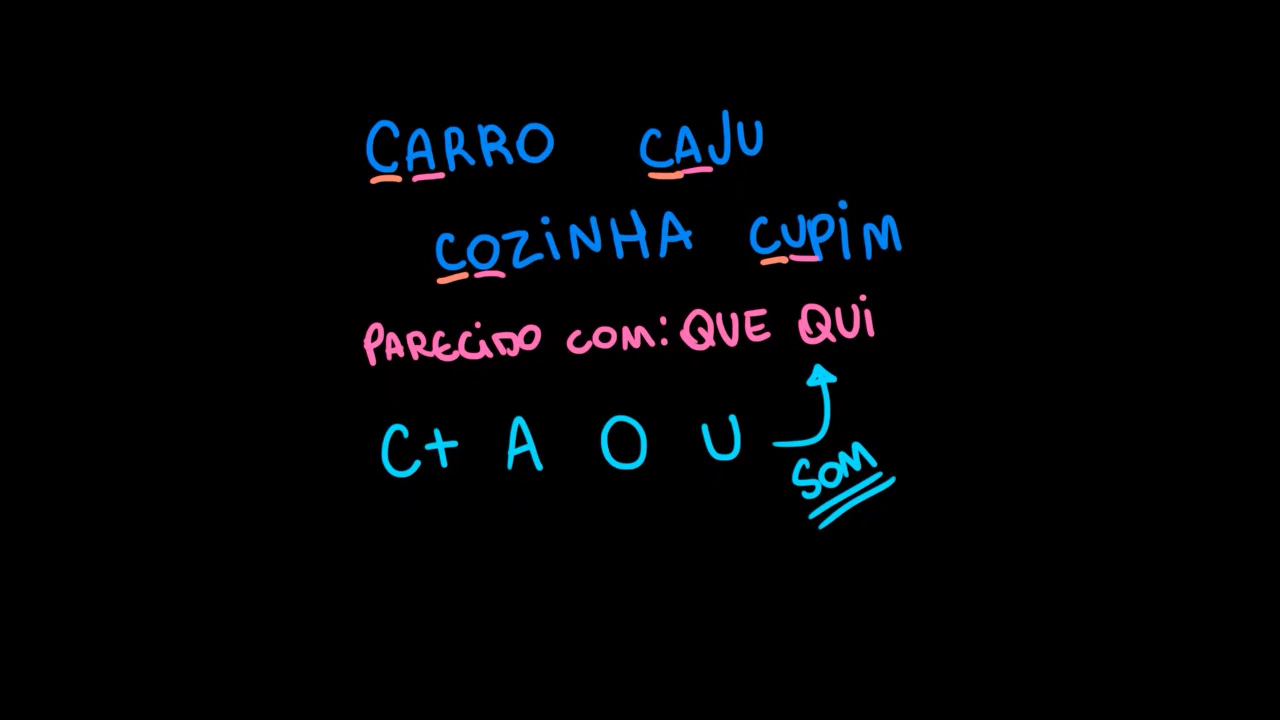 CARRO CAJU
COZINHA CUPIM
PARECIDO COM: QUE QUI
C+ A O U
SOM